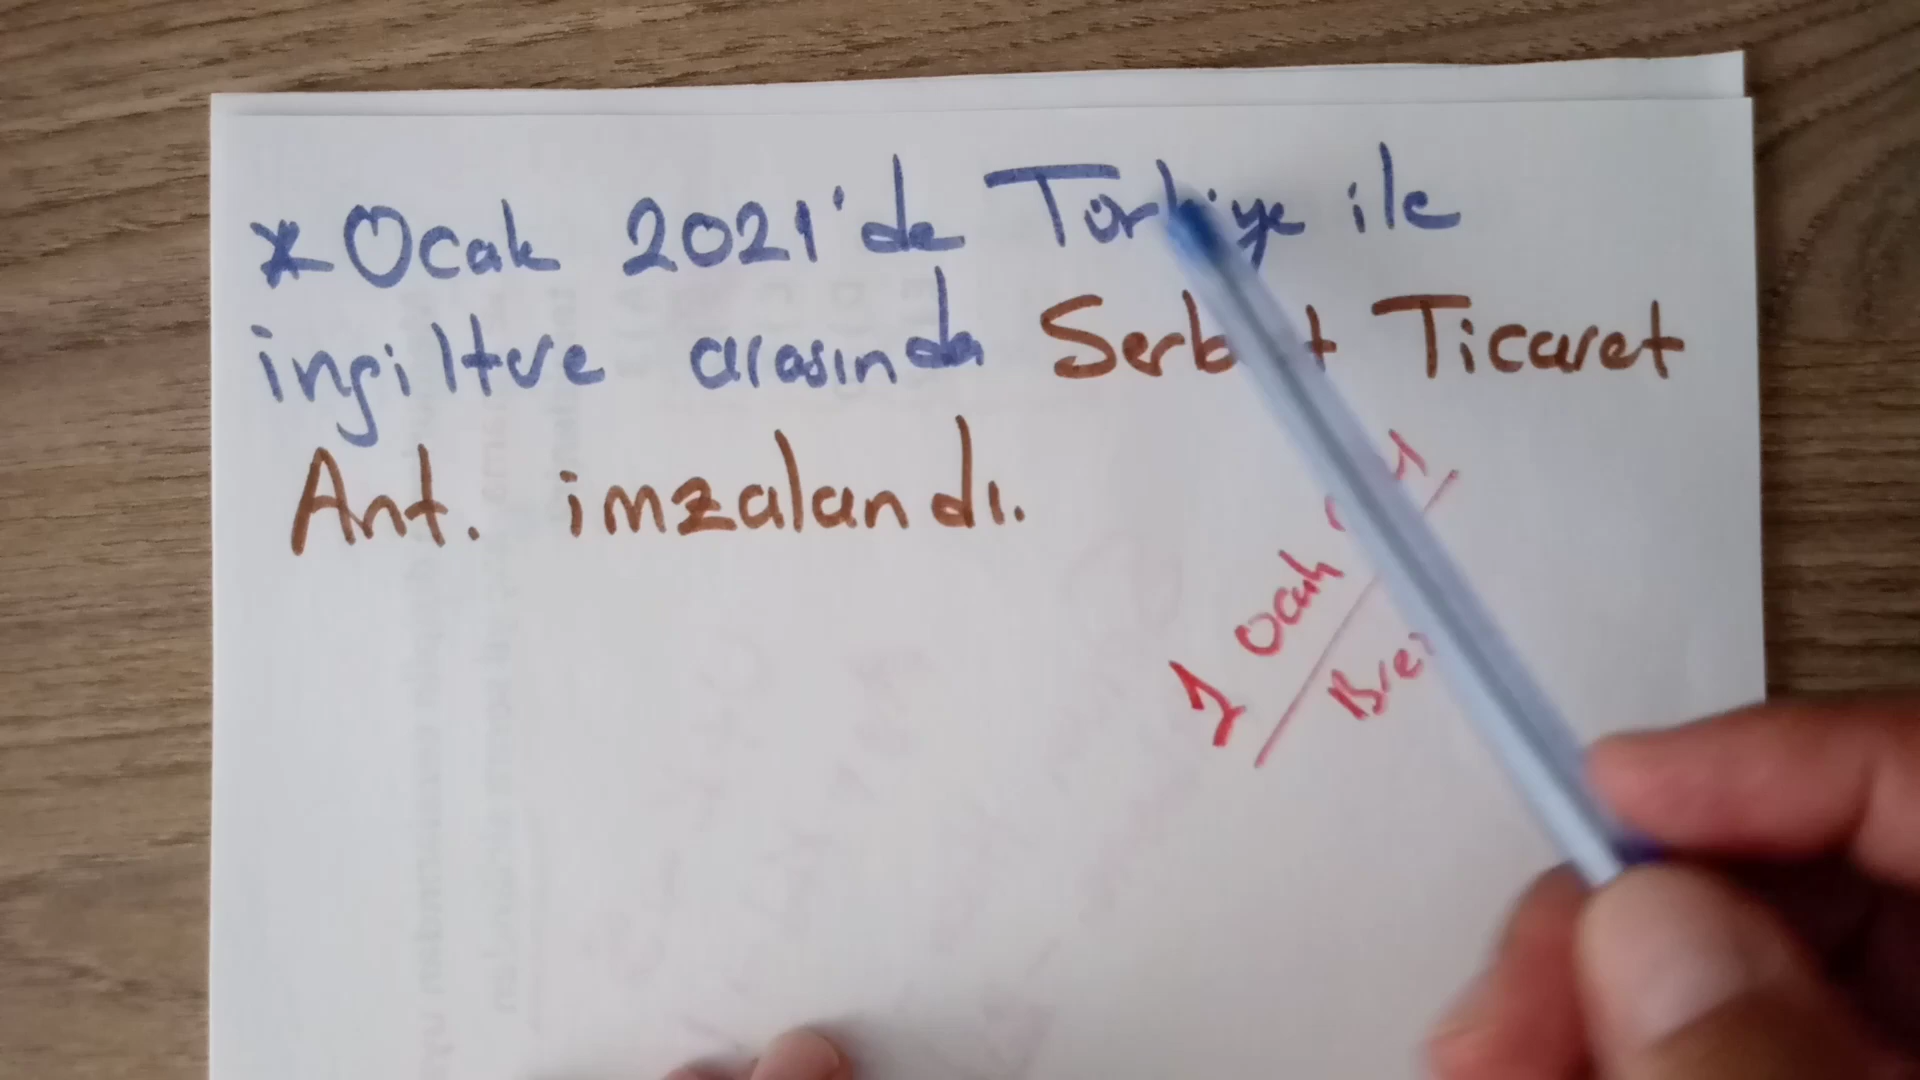 *Ocak 2021'de Türkiye ile
ingiltere arasında Serbest Ticaret
Ant. imzalandı.
1 Ocak